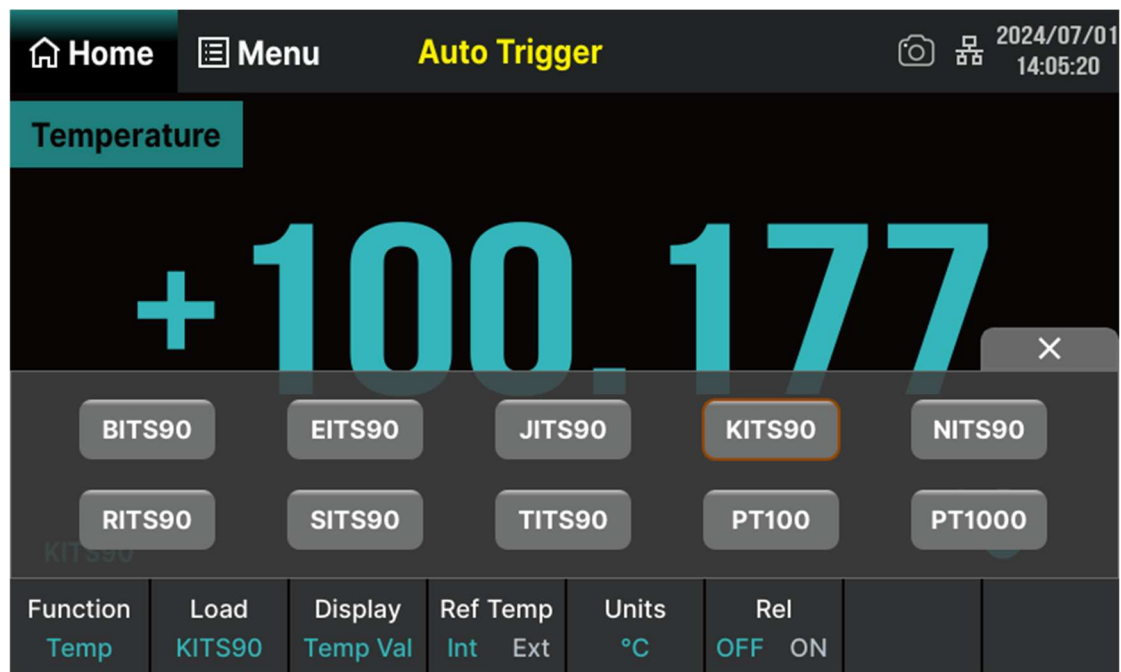 Home Menu Auto Trigger 2024/07/01
14:05:20
Temperature
+100.177
BITS90 EITS90 JITS90 KITS90 NITS90
RITS90 SITS90 TITS90 PT100 PT1000
KITS90
Function Load Display Ref Temp Units Rel
Temp KITS90 Temp Val Int Ext °C OFF ON